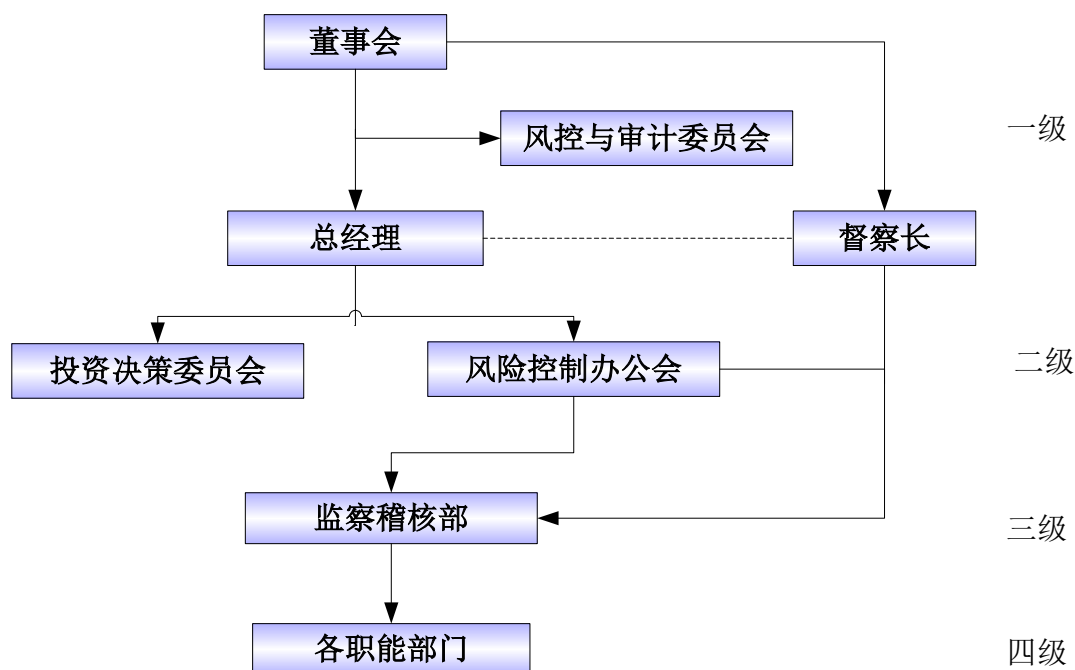 董事会
风控与审计委员会
一级
总经理
督察长
投资决策委员会
风险控制办公会
二级
监察稽核部
三级
各职能部门
四级